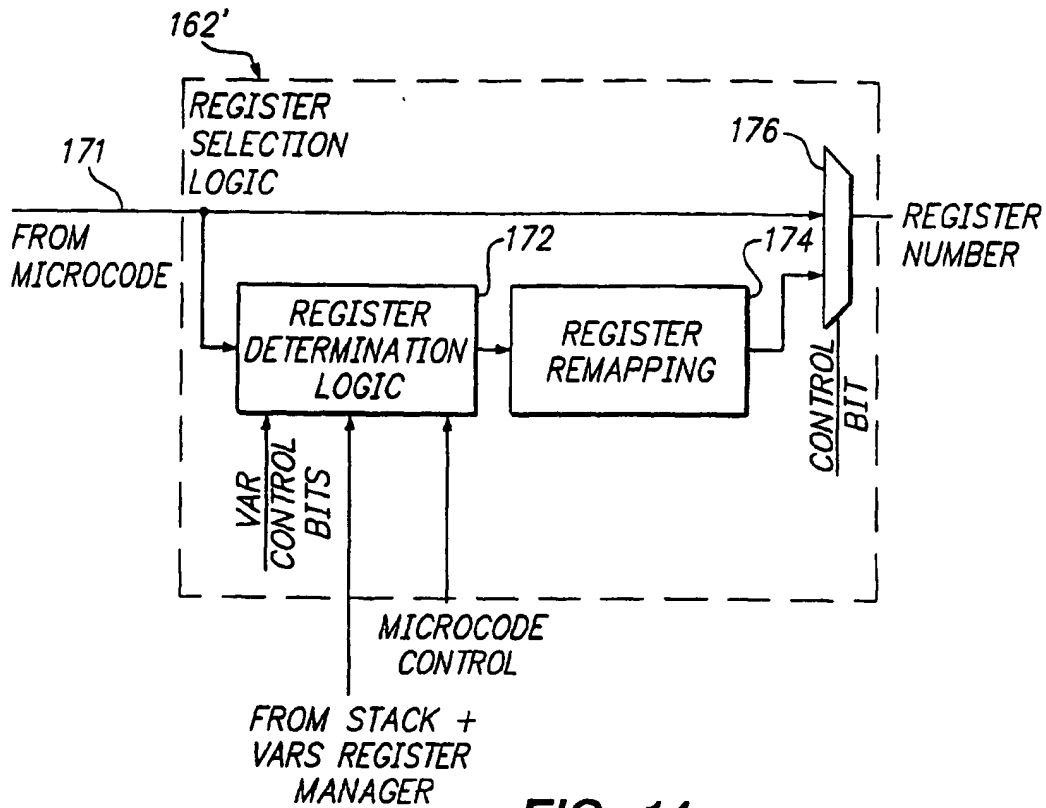 162'
REGISTER
SELECTION
LOGIC
171
176
FROM
MICROCODE
REGISTER
NUMBER
172
174
REGISTER
DETERMINATION
LOGIC
REGISTER
REMAPPING
CONTROL
BIT
VAR
CONTROL
BITS
MICROCODE
CONTROL
FROM STACK +
VARS REGISTER
MANAGER